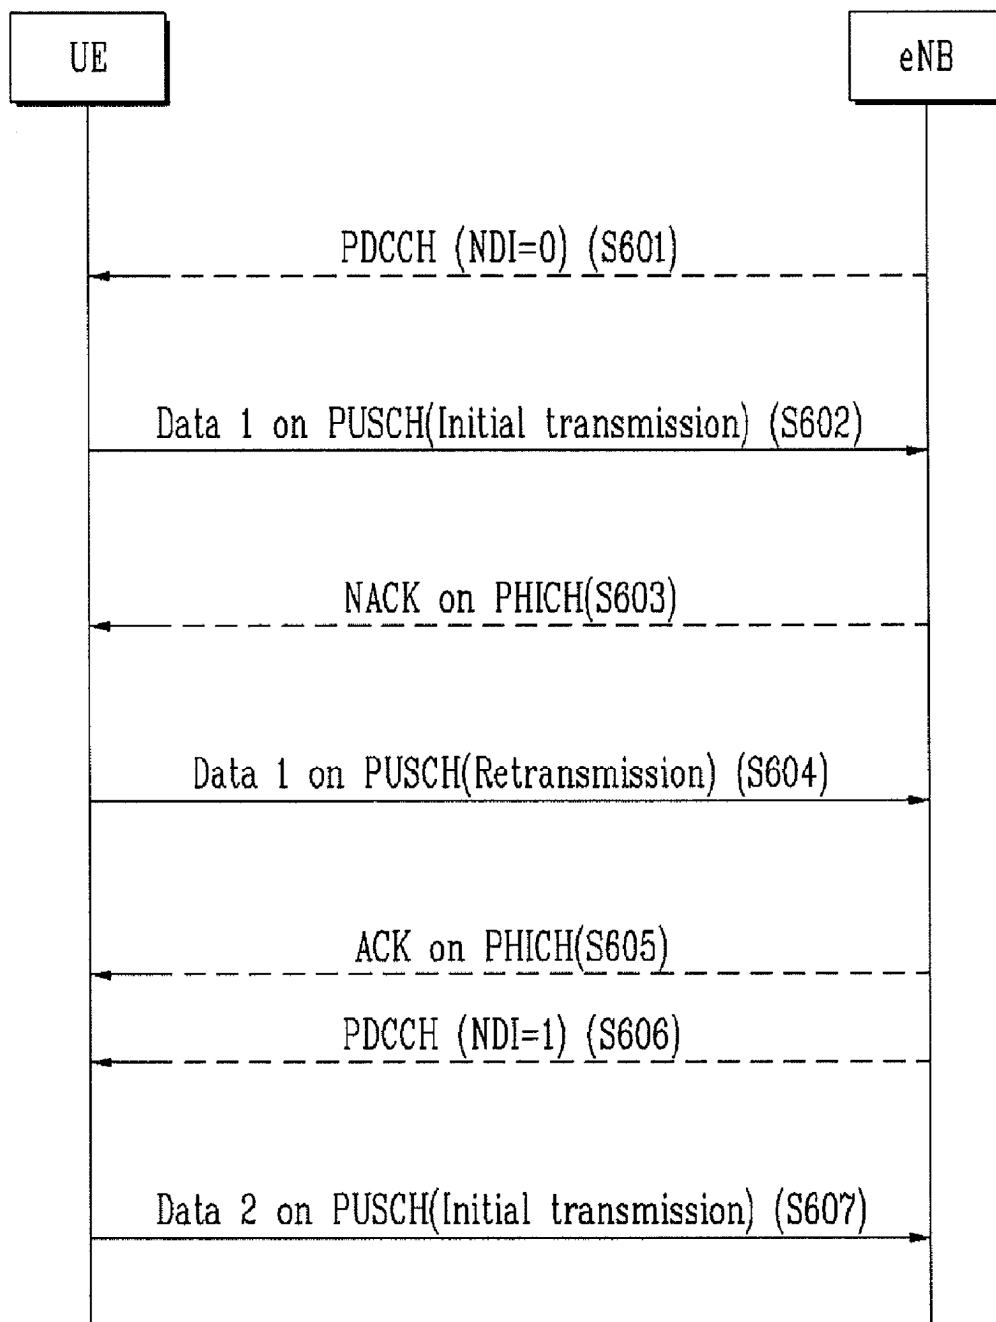 UE
eNB
PDCCH (NDI=0) (S601)
Data 1 on PUSCH(Initial transmission) (S602)
NACK on PHICH(S603)
Data 1 on PUSCH(Retransmission) (S604)
ACK on PHICH(S605)
PDCCH (NDI=1) (S606)
Data 2 on PUSCH(Initial transmission) (S607)